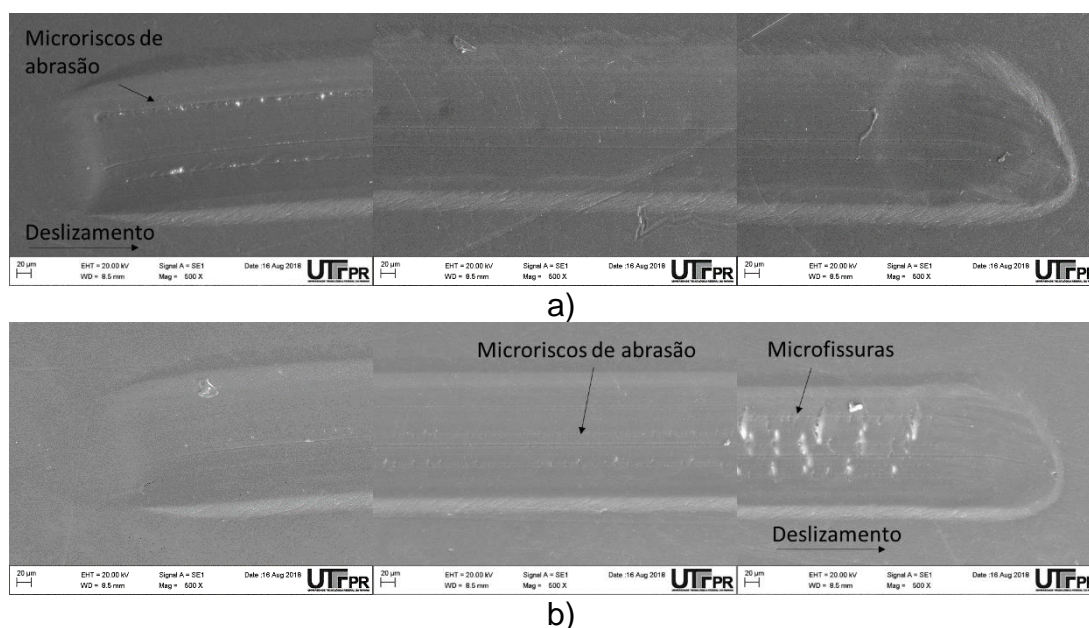 Microriscos de
abrasão
Deslizamento
20 µm EHT = 20.00 kV Signal A = SE1 Date :16 Aug 2018 UTFPR
WD = 8.5 mm Mag = 500 X
20 µm EHT = 20.00 kV Signal A = SE1 Date :16 Aug 2018 UTFPR
WD = 8.5 mm Mag = 500 X
20 µm EHT = 20.00 kV Signal A = SE1 Date :16 Aug 2018 UTFPR
WD = 8.5 mm Mag = 500 X
a)
Microriscos de abrasão
Microfissuras
Deslizamento
20 µm EHT = 20.00 kV Signal A = SE1 Date :16 Aug 2018 UTFPR
WD = 8.5 mm Mag = 500 X
20 µm EHT = 20.00 kV Signal A = SE1 Date :16 Aug 2018 UTFPR
WD = 8.5 mm Mag = 500 X
20 µm EHT = 20.00 kV Signal A = SE1 Date :16 Aug 2018 UTFPR
WD = 8.5 mm Mag = 500 X
b)